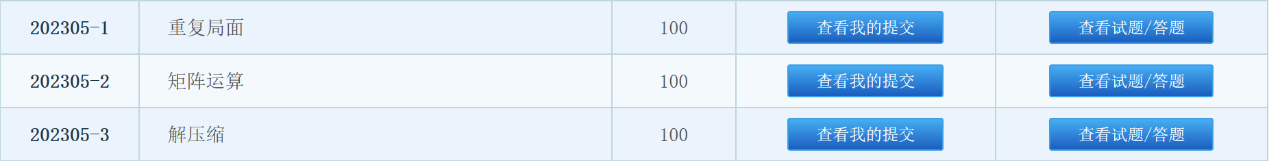 202305-1 重复局面 100 查看我的提交 查看试题/答题
202305-2 矩阵运算 100 查看我的提交 查看试题/答题
202305-3 解压缩 100 查看我的提交 查看试题/答题